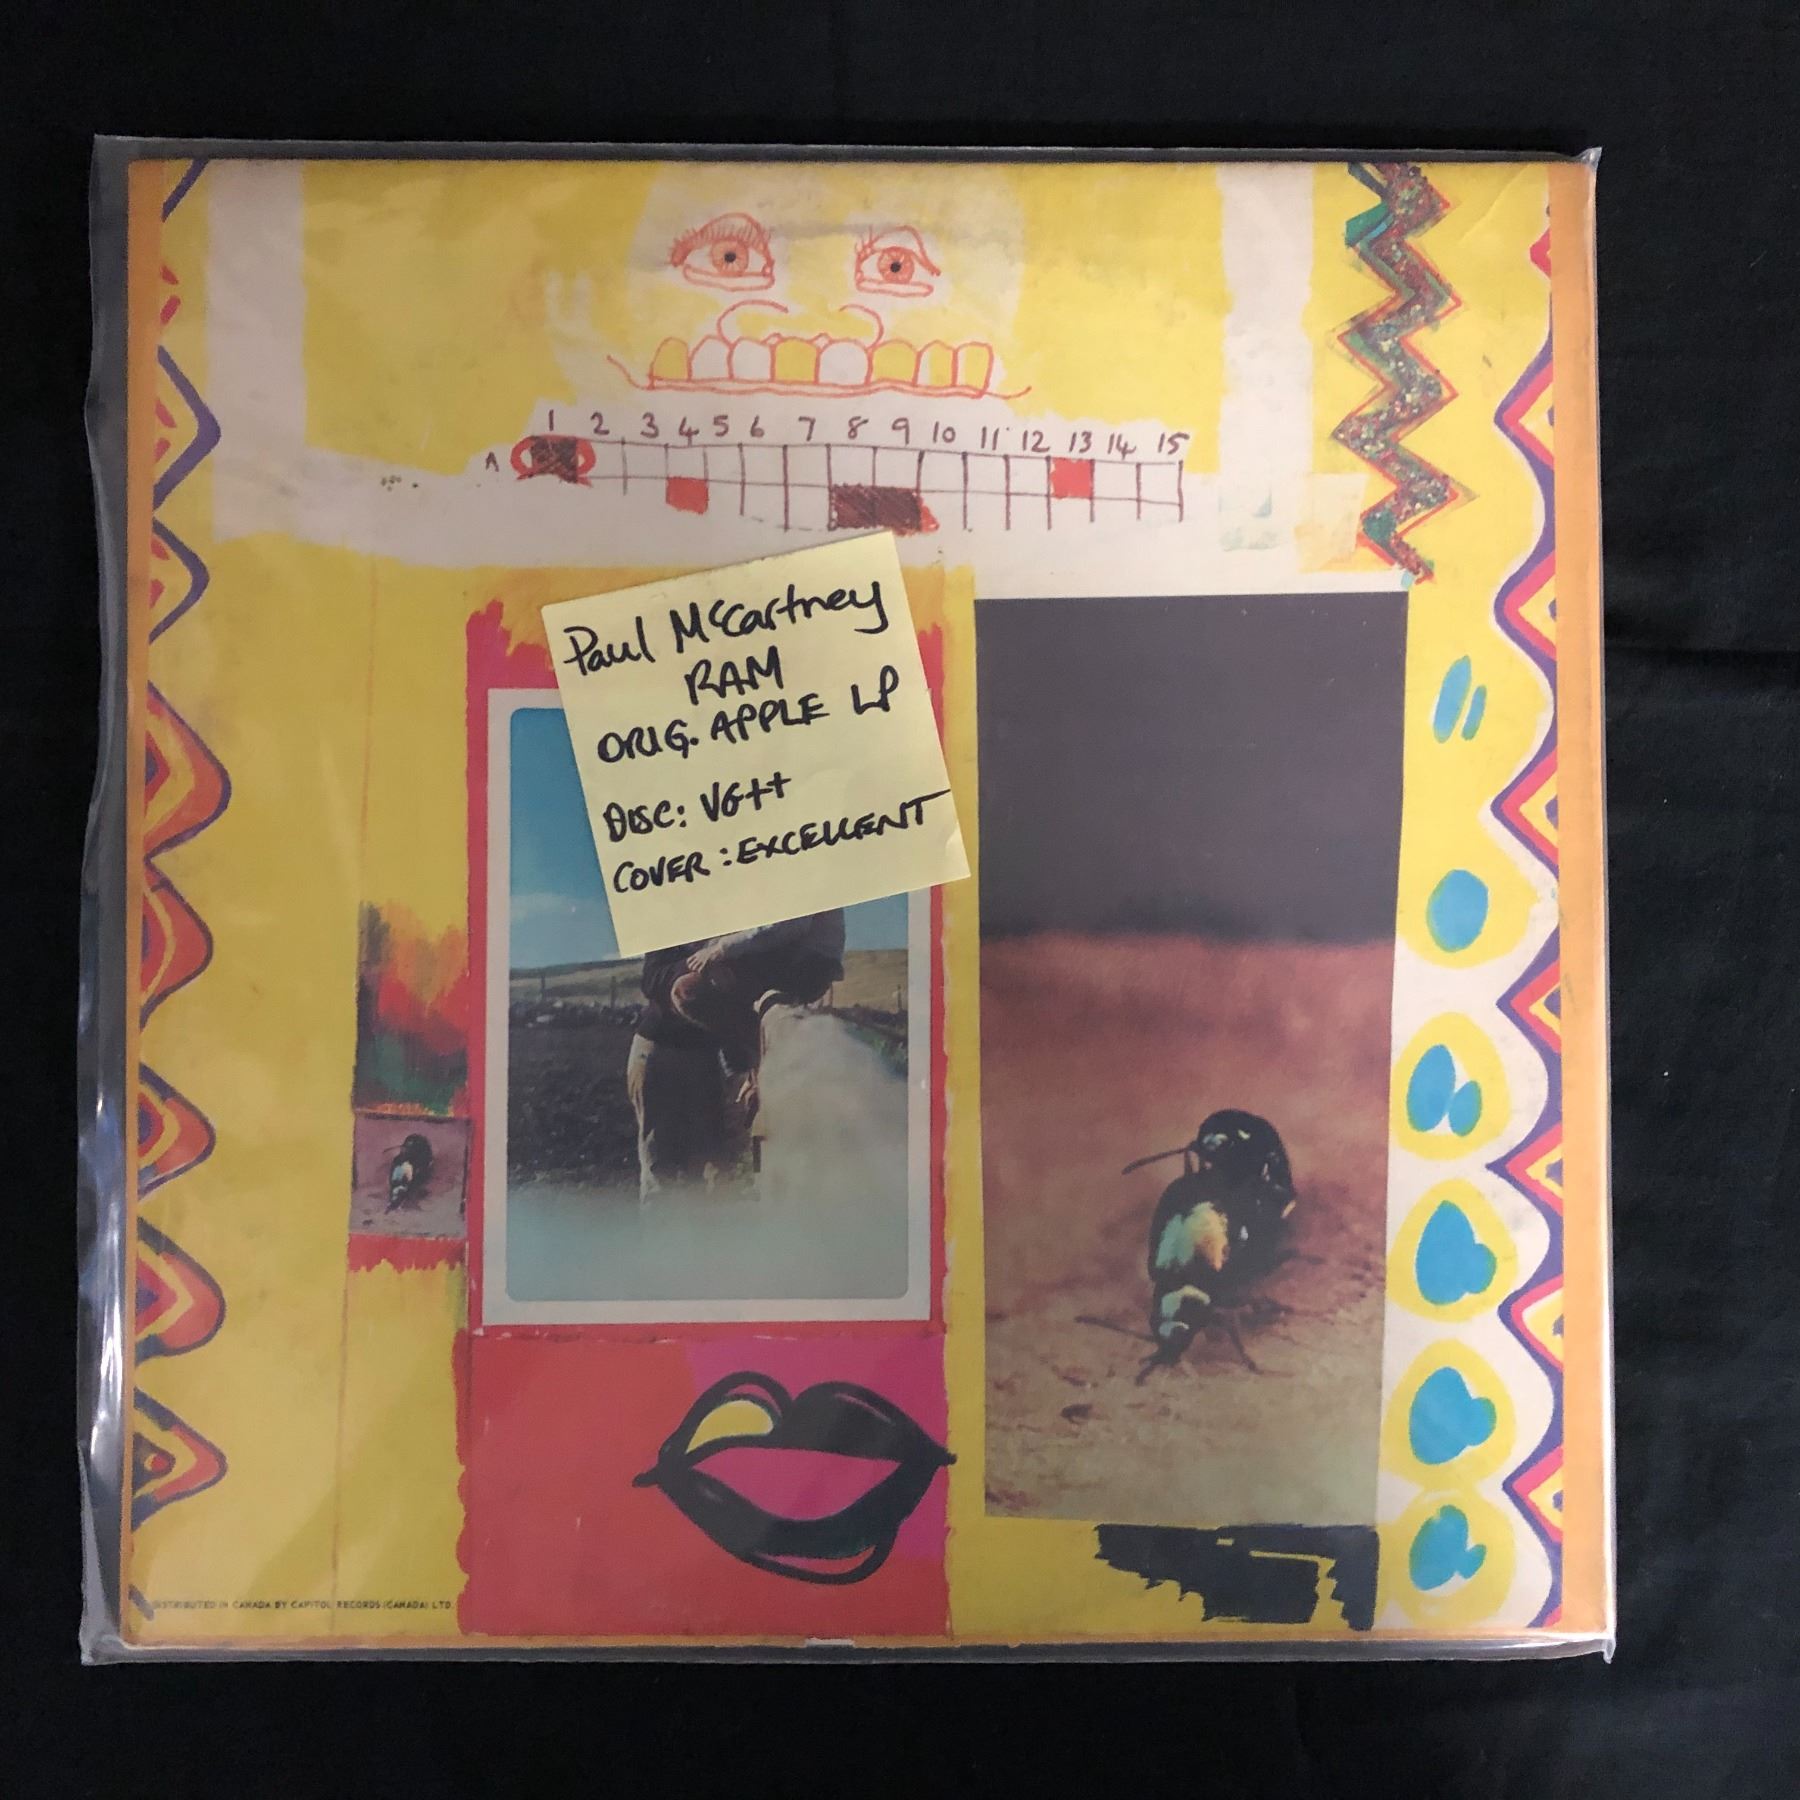 1 2 3 4 5 6 7 8 9 10 11 12 13 14 15
A
Paul McCartney
RAM
ORIG. APPLE LP
DISC: VG++
COVER: EXCELLENT
DISTRIBUTED IN CANADA BY CAPITOL RECORDS (CANADA) LTD.